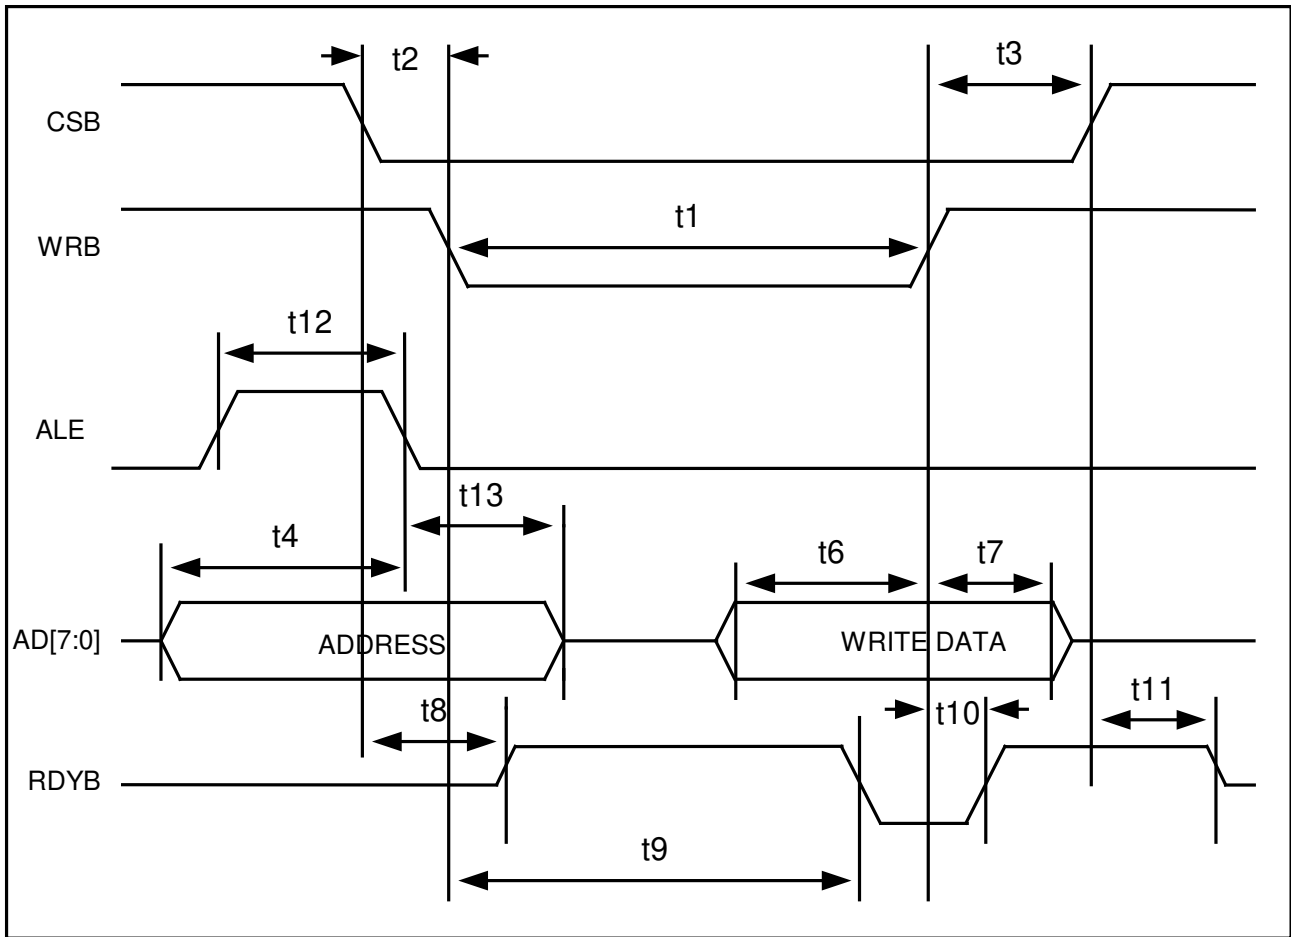 t2
t3
CSB
t1
WRB
t12
ALE
t13
t4
t6
t7
AD[7:0]
ADDRESS
WRITE DATA
t8
t10
t11
RDYB
t9